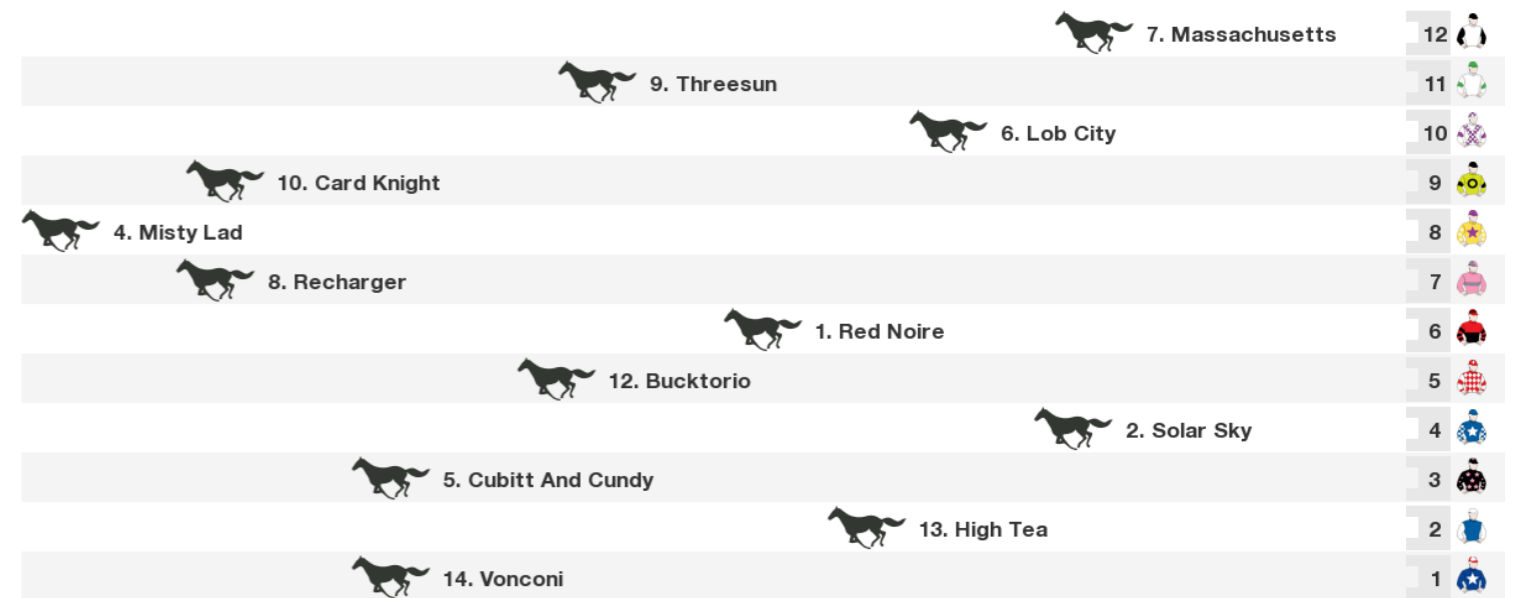 7. Massachusetts 12
9. Threesun 11
6. Lob City 10
10. Card Knight 9
4. Misty Lad 8
8. Recharger 7
1. Red Noire 6
12. Bucktorio 5
2. Solar Sky 4
5. Cubitt And Cundy 3
13. High Tea 2
14. Vonconi 1